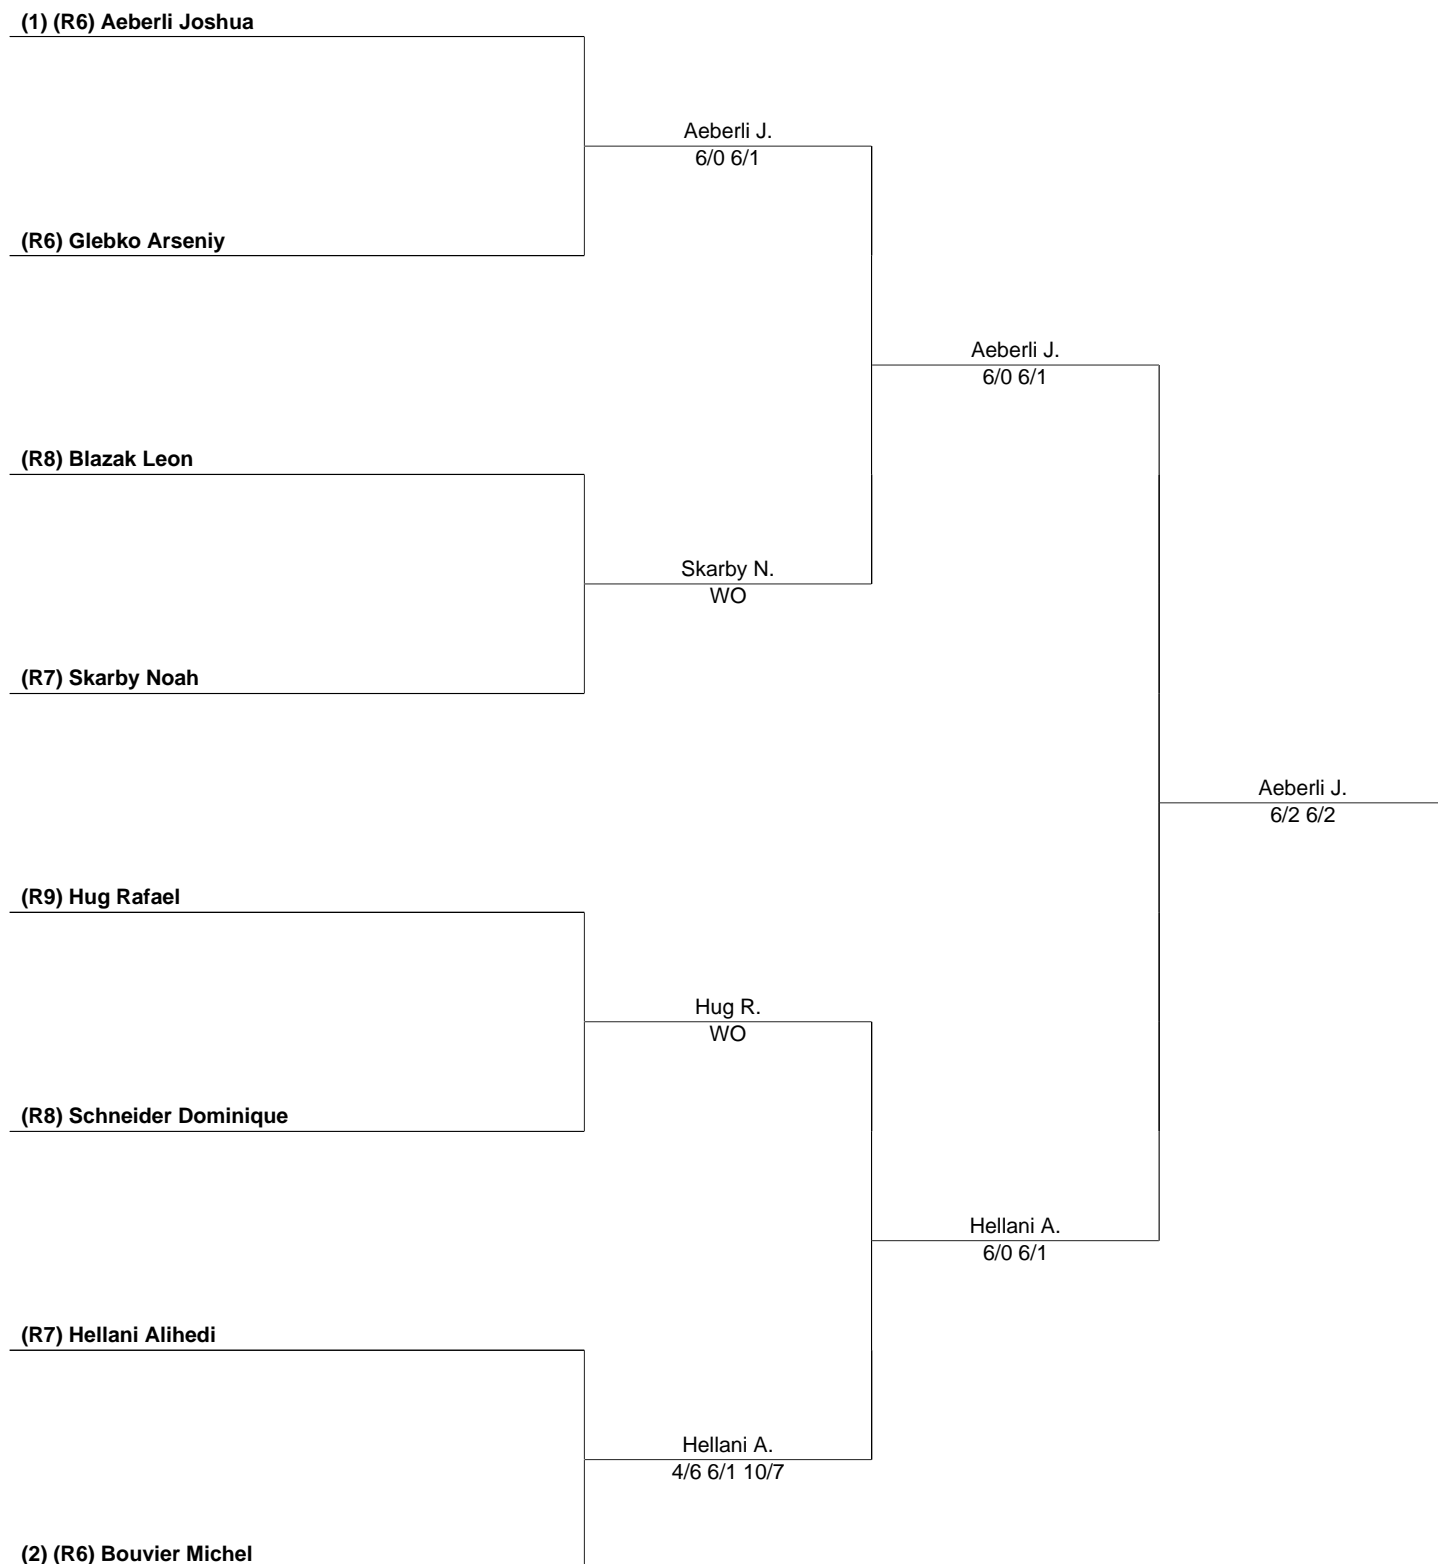 (1) (R6) Aeberli Joshua
Aeberli J.
6/0 6/1
(R6) Glebko Arseniy
Aeberli J.
6/0 6/1
(R8) Blazak Leon
Skarby N.
WO
(R7) Skarby Noah
Aeberli J.
6/2 6/2
(R9) Hug Rafael
Hug R.
WO
(R8) Schneider Dominique
Hellani A.
6/0 6/1
(R7) Hellani Alihedi
Hellani A.
4/6 6/1 10/7
(2) (R6) Bouvier Michel